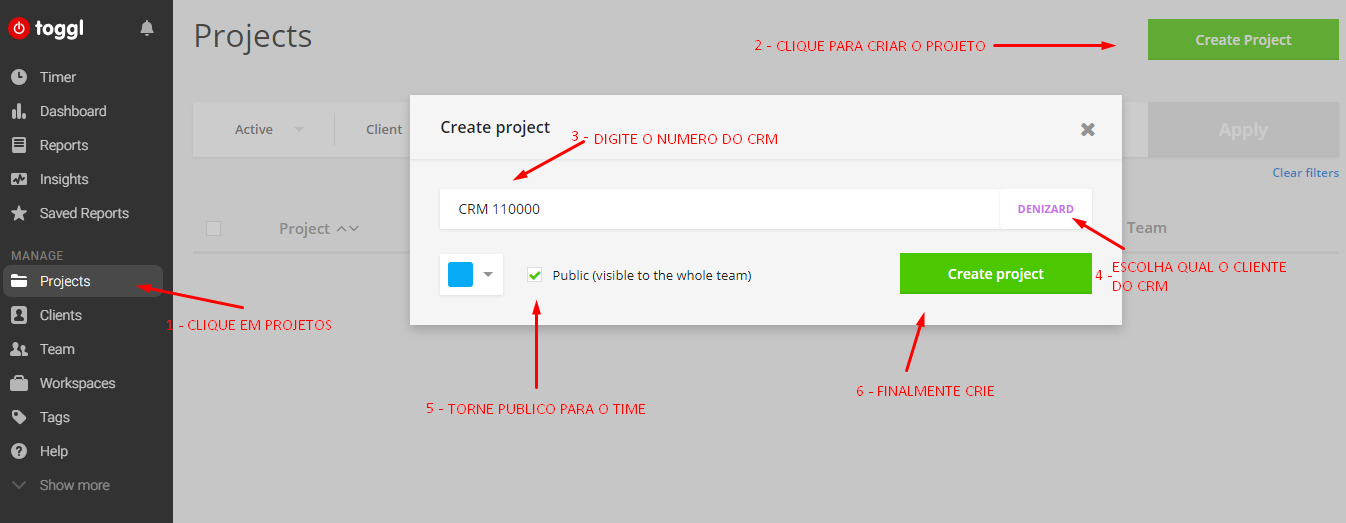 toggl
Projects
2 - CLIQUE PARA CRIAR O PROJETO
Create Project
Timer
Dashboard
Reports
Insights
Saved Reports
MANAGE
Projects
Clients
Team
Workspaces
Tags
Help
Show more
Active
Client
Apply
Clear filters
Project
Team
1 - CLIQUE EM PROJETOS
Create project
3 - DIGITE O NUMERO DO CRM
CRM 110000
DENIZARD
Public (visible to the whole team)
Create project
4 - ESCOLHA QUAL O CLIENTE
DO CRM
5 - TORNE PUBLICO PARA O TIME
6 - FINALMENTE CRIE